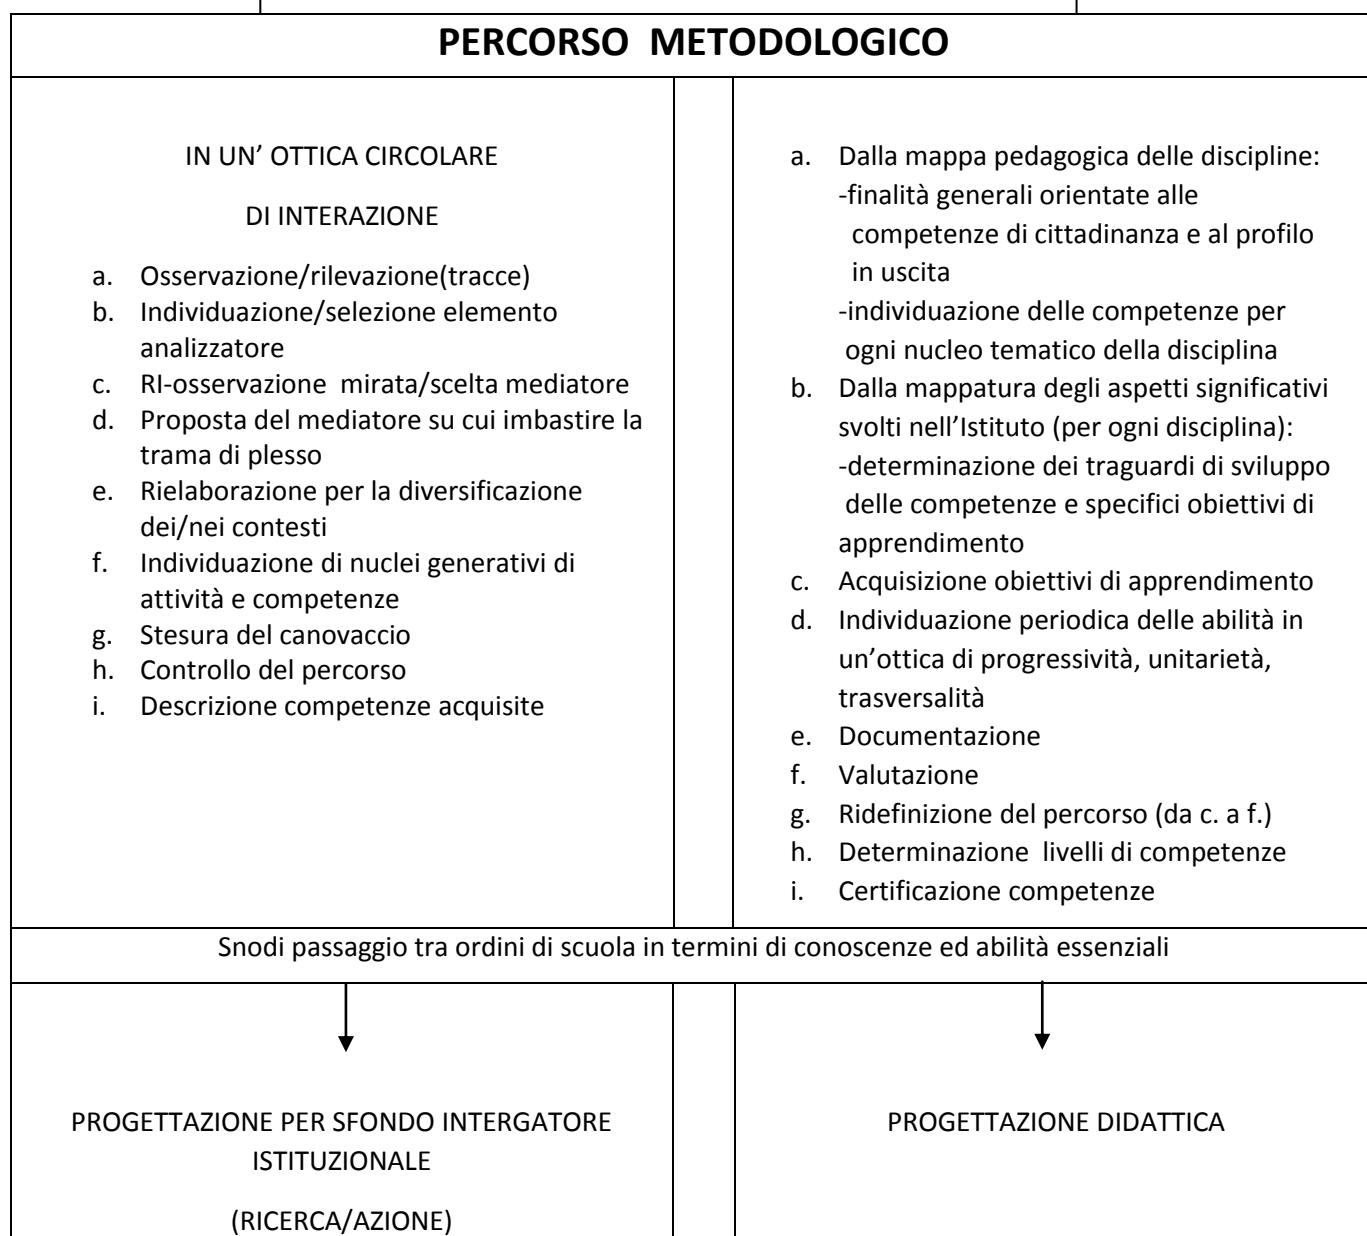 PERCORSO METODOLOGICO
IN UN’ OTTICA CIRCOLARE
DI INTERAZIONE
a. Osservazione/rilevazione(tracce)
b. Individuazione/selezione elemento
analizzatore
c. RI-osservazione mirata/scelta mediatore
d. Proposta del mediatore su cui imbastire la
trama di plesso
e. Rielaborazione per la diversificazione
dei/nei contesti
f. Individuazione di nuclei generativi di
attività e competenze
g. Stesura del canovaccio
h. Controllo del percorso
i. Descrizione competenze acquisite
a. Dalla mappa pedagogica delle discipline:
-finalità generali orientate alle
competenze di cittadinanza e al profilo
in uscita
-individuazione delle competenze per
ogni nucleo tematico della disciplina
b. Dalla mappatura degli aspetti significativi
svolti nell’Istituto (per ogni disciplina):
-determinazione dei traguardi di sviluppo
delle competenze e specifici obiettivi di
apprendimento
c. Acquisizione obiettivi di apprendimento
d. Individuazione periodica delle abilità in
un’ottica di progressività, unitarietà,
trasversalità
e. Documentazione
f. Valutazione
g. Ridefinizione del percorso (da c. a f.)
h. Determinazione livelli di competenze
i. Certificazione competenze
Snodi passaggio tra ordini di scuola in termini di conoscenze ed abilità essenziali
PROGETTAZIONE PER SFONDO INTERGATORE
ISTITUZIONALE
(RICERCA/AZIONE)
PROGETTAZIONE DIDATTICA